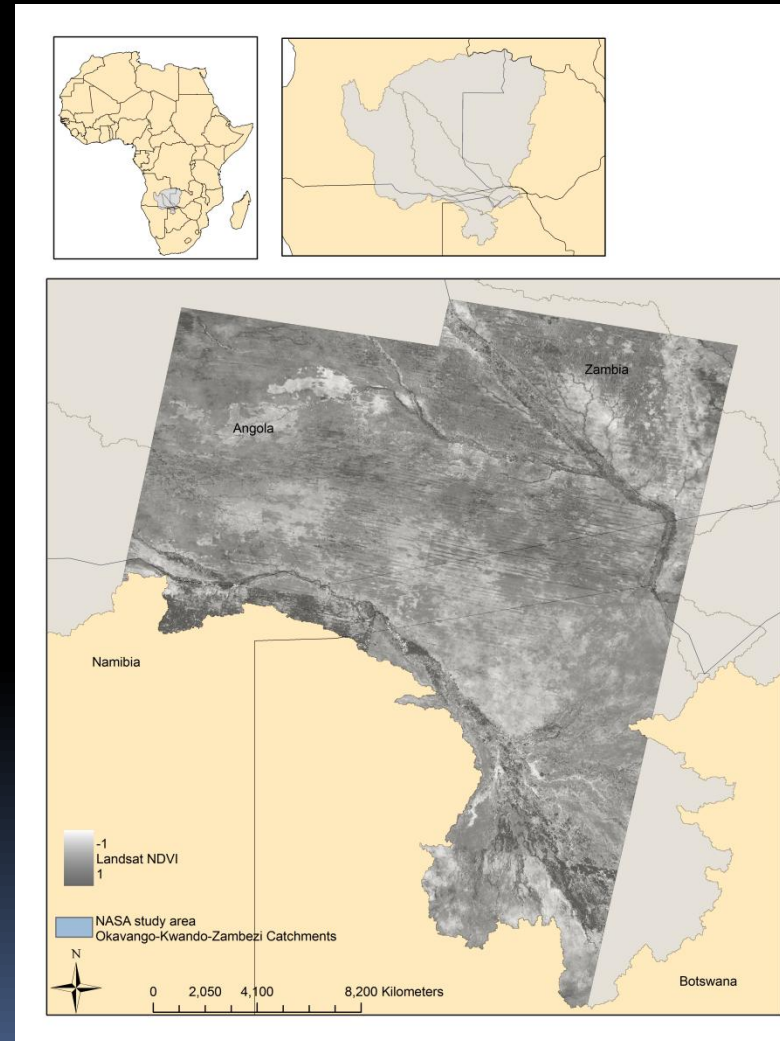 Zambia
Angola
Namibia
-1
Landsat NDVI
1
NASA study area
Okavango-Kwando-Zambezi Catchments
N
0 2,050 4,100 8,200 Kilometers
Botswana